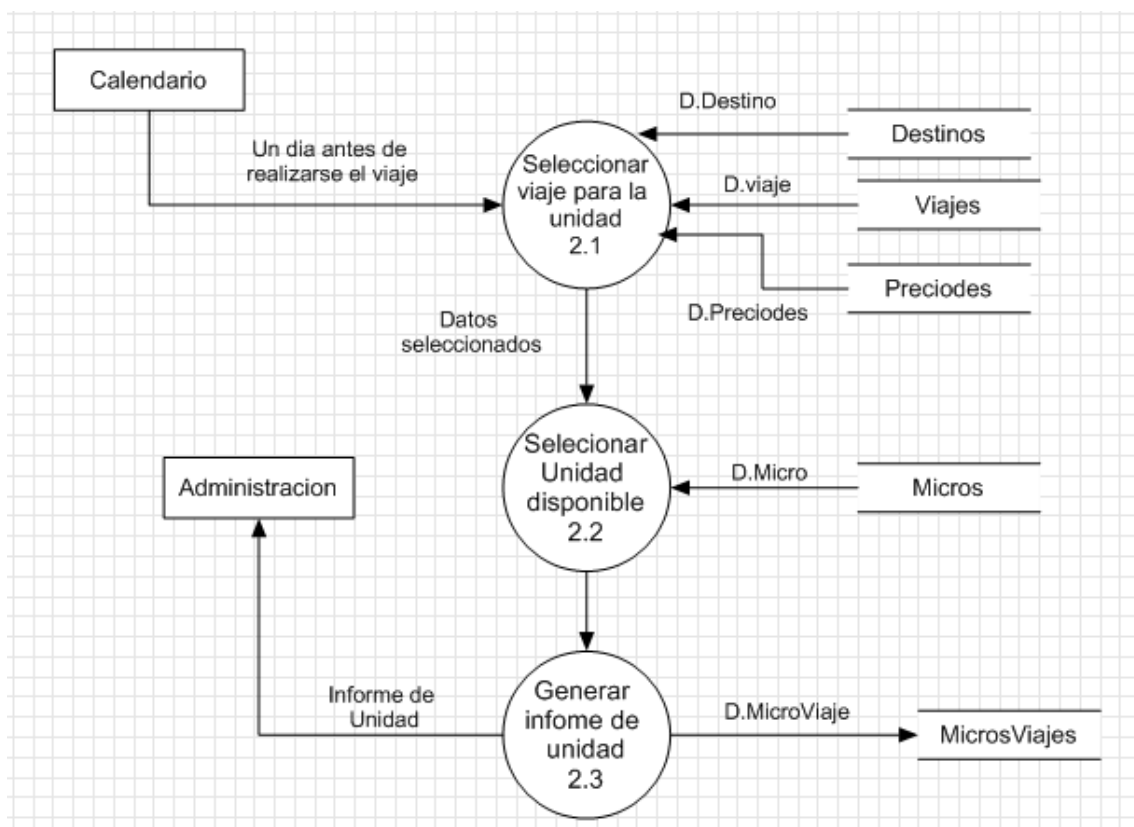 Calendario
Un dia antes de
realizarse el viaje
D.Destino
Destinos
Seleccionar
viaje para la
unidad
2.1
D.viaje
Viajes
D.Preciodes
Preciodes
Datos
seleccionados
Administracion
Selecionar
Unidad
disponible
2.2
D.Micro
Micros
Informe de
Unidad
Generar
infome de
unidad
2.3
D.MicroViaje
MicrosViajes